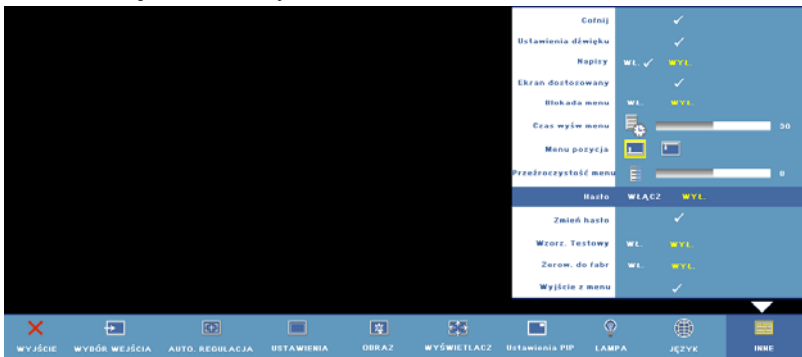 Cofnij
Ustawienia dźwięku
Napisy WŁ. WYŁ.
Ekran dostosowany
Blokada menu WŁ. WYŁ.
Czas wyśw menu 30
Menu pozycja
Przeźroczystość menu 0
Hasło WŁĄCZ WYŁ.
Zmień hasło
Wzorz. Testowy WŁ. WYŁ.
Zerow. do fabr WŁ. WYŁ.
Wyjście z menu
WYJŚCIE WYBÓR WEJŚCIA AUTO. REGULACJA USTAWIENIA OBRAZ WYŚWIETLACZ Ustawienia PIP LAMPA JĘZYK INNE